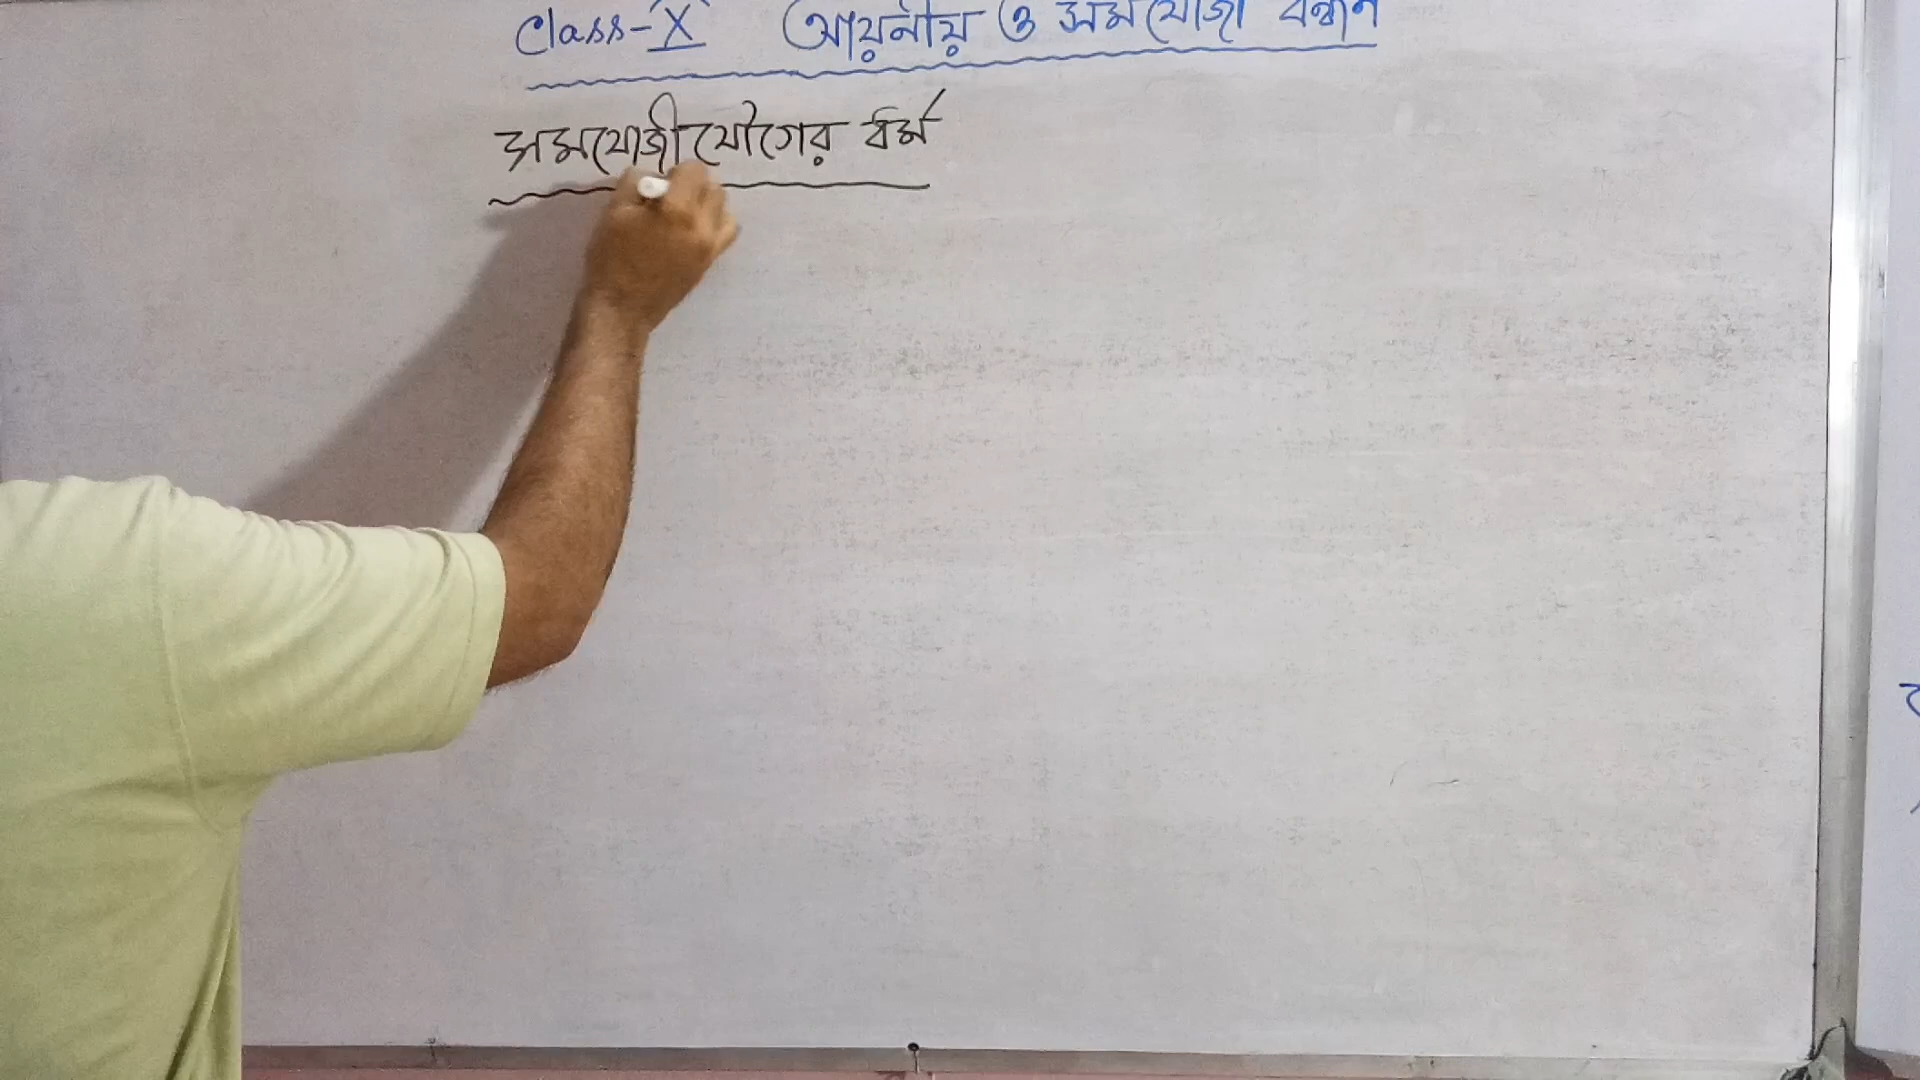 Class-X আয়নীয় ও সমযোজী বন্ধন
সমযোজী যৌগের ধর্ম